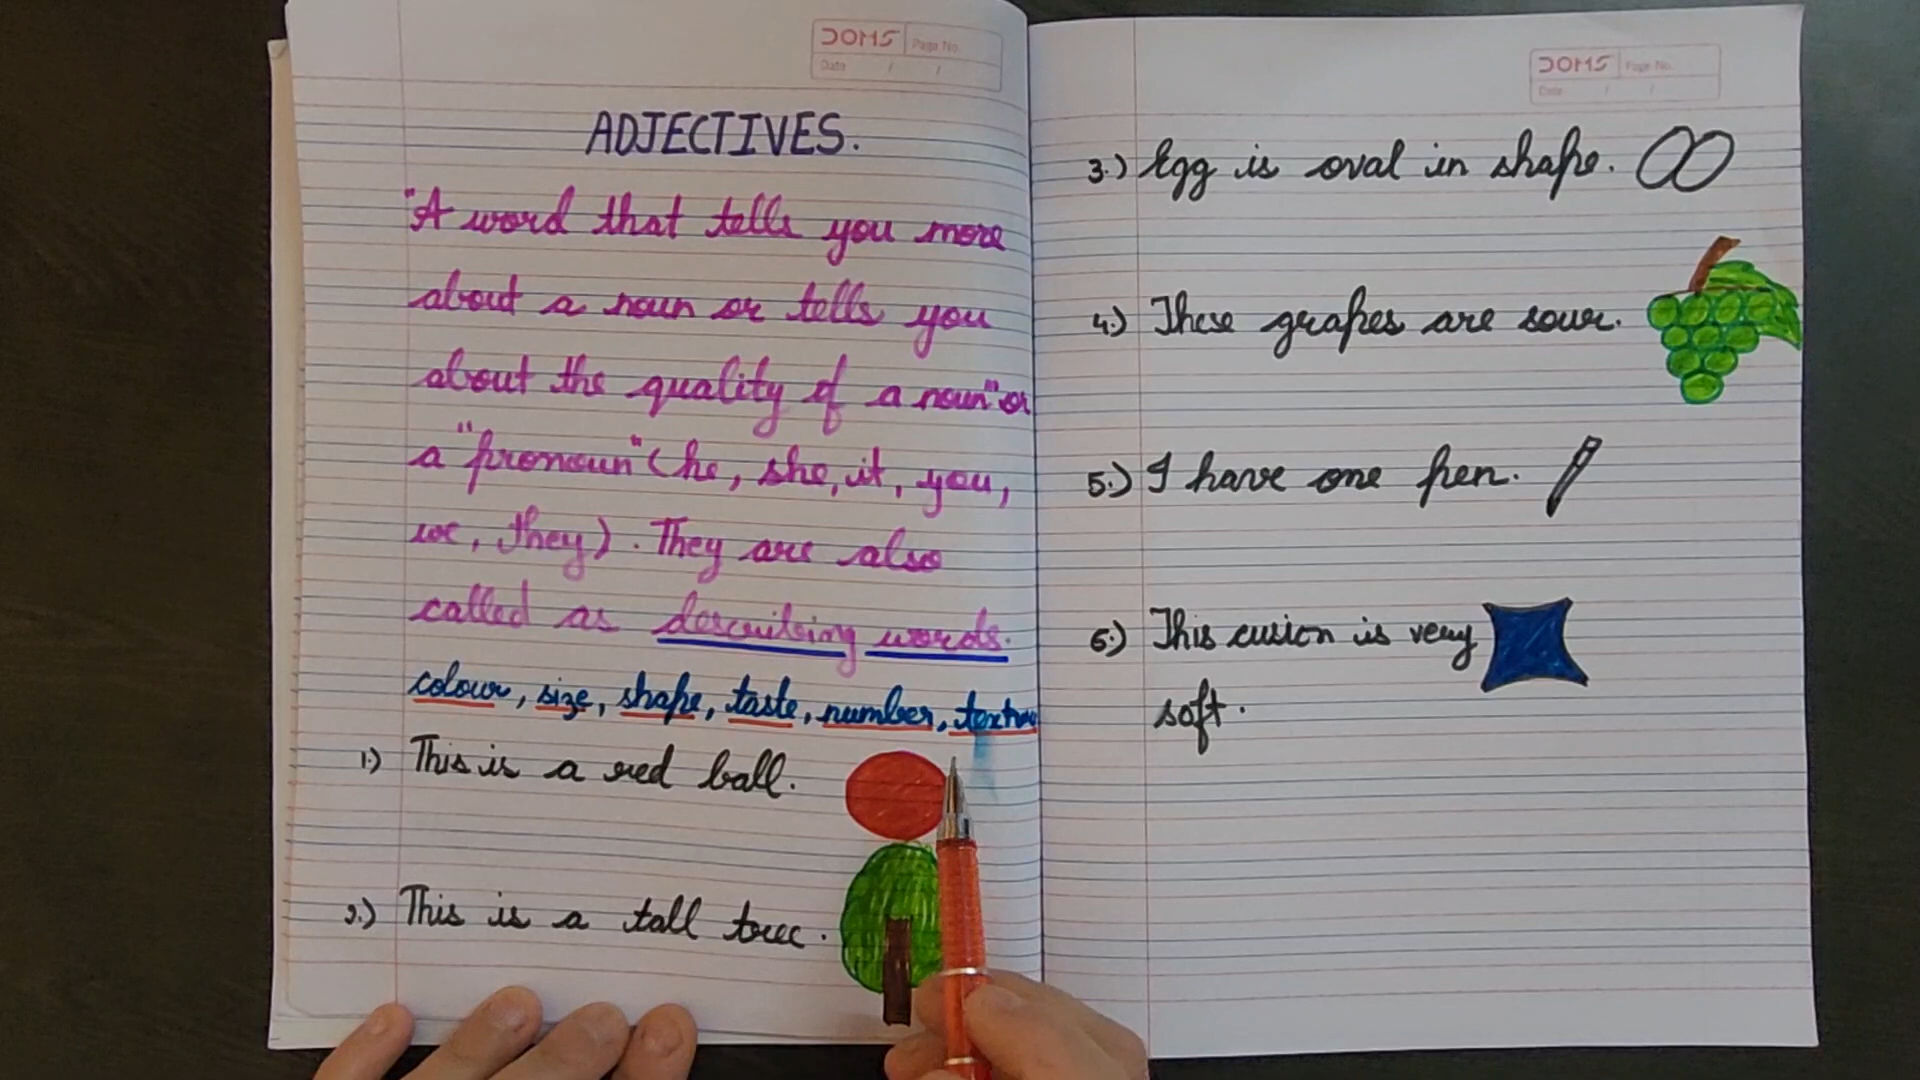 DOMS Page No.
Date / /
ADJECTIVES.
"A word that tells you more
about a noun or tells you
about the quality of a noun" or
a "pronoun" (he, she, it, you,
we, they). They are also
called as describing words.
colour, size, shape, taste, number, texture
1.) This is a red ball.
2.) This is a tall tree.
DOMS Page No.
Date / /
3.) Egg is oval in shape.
4.) These grapes are sour.
5.) I have one pen.
6.) This cusion is very
soft.